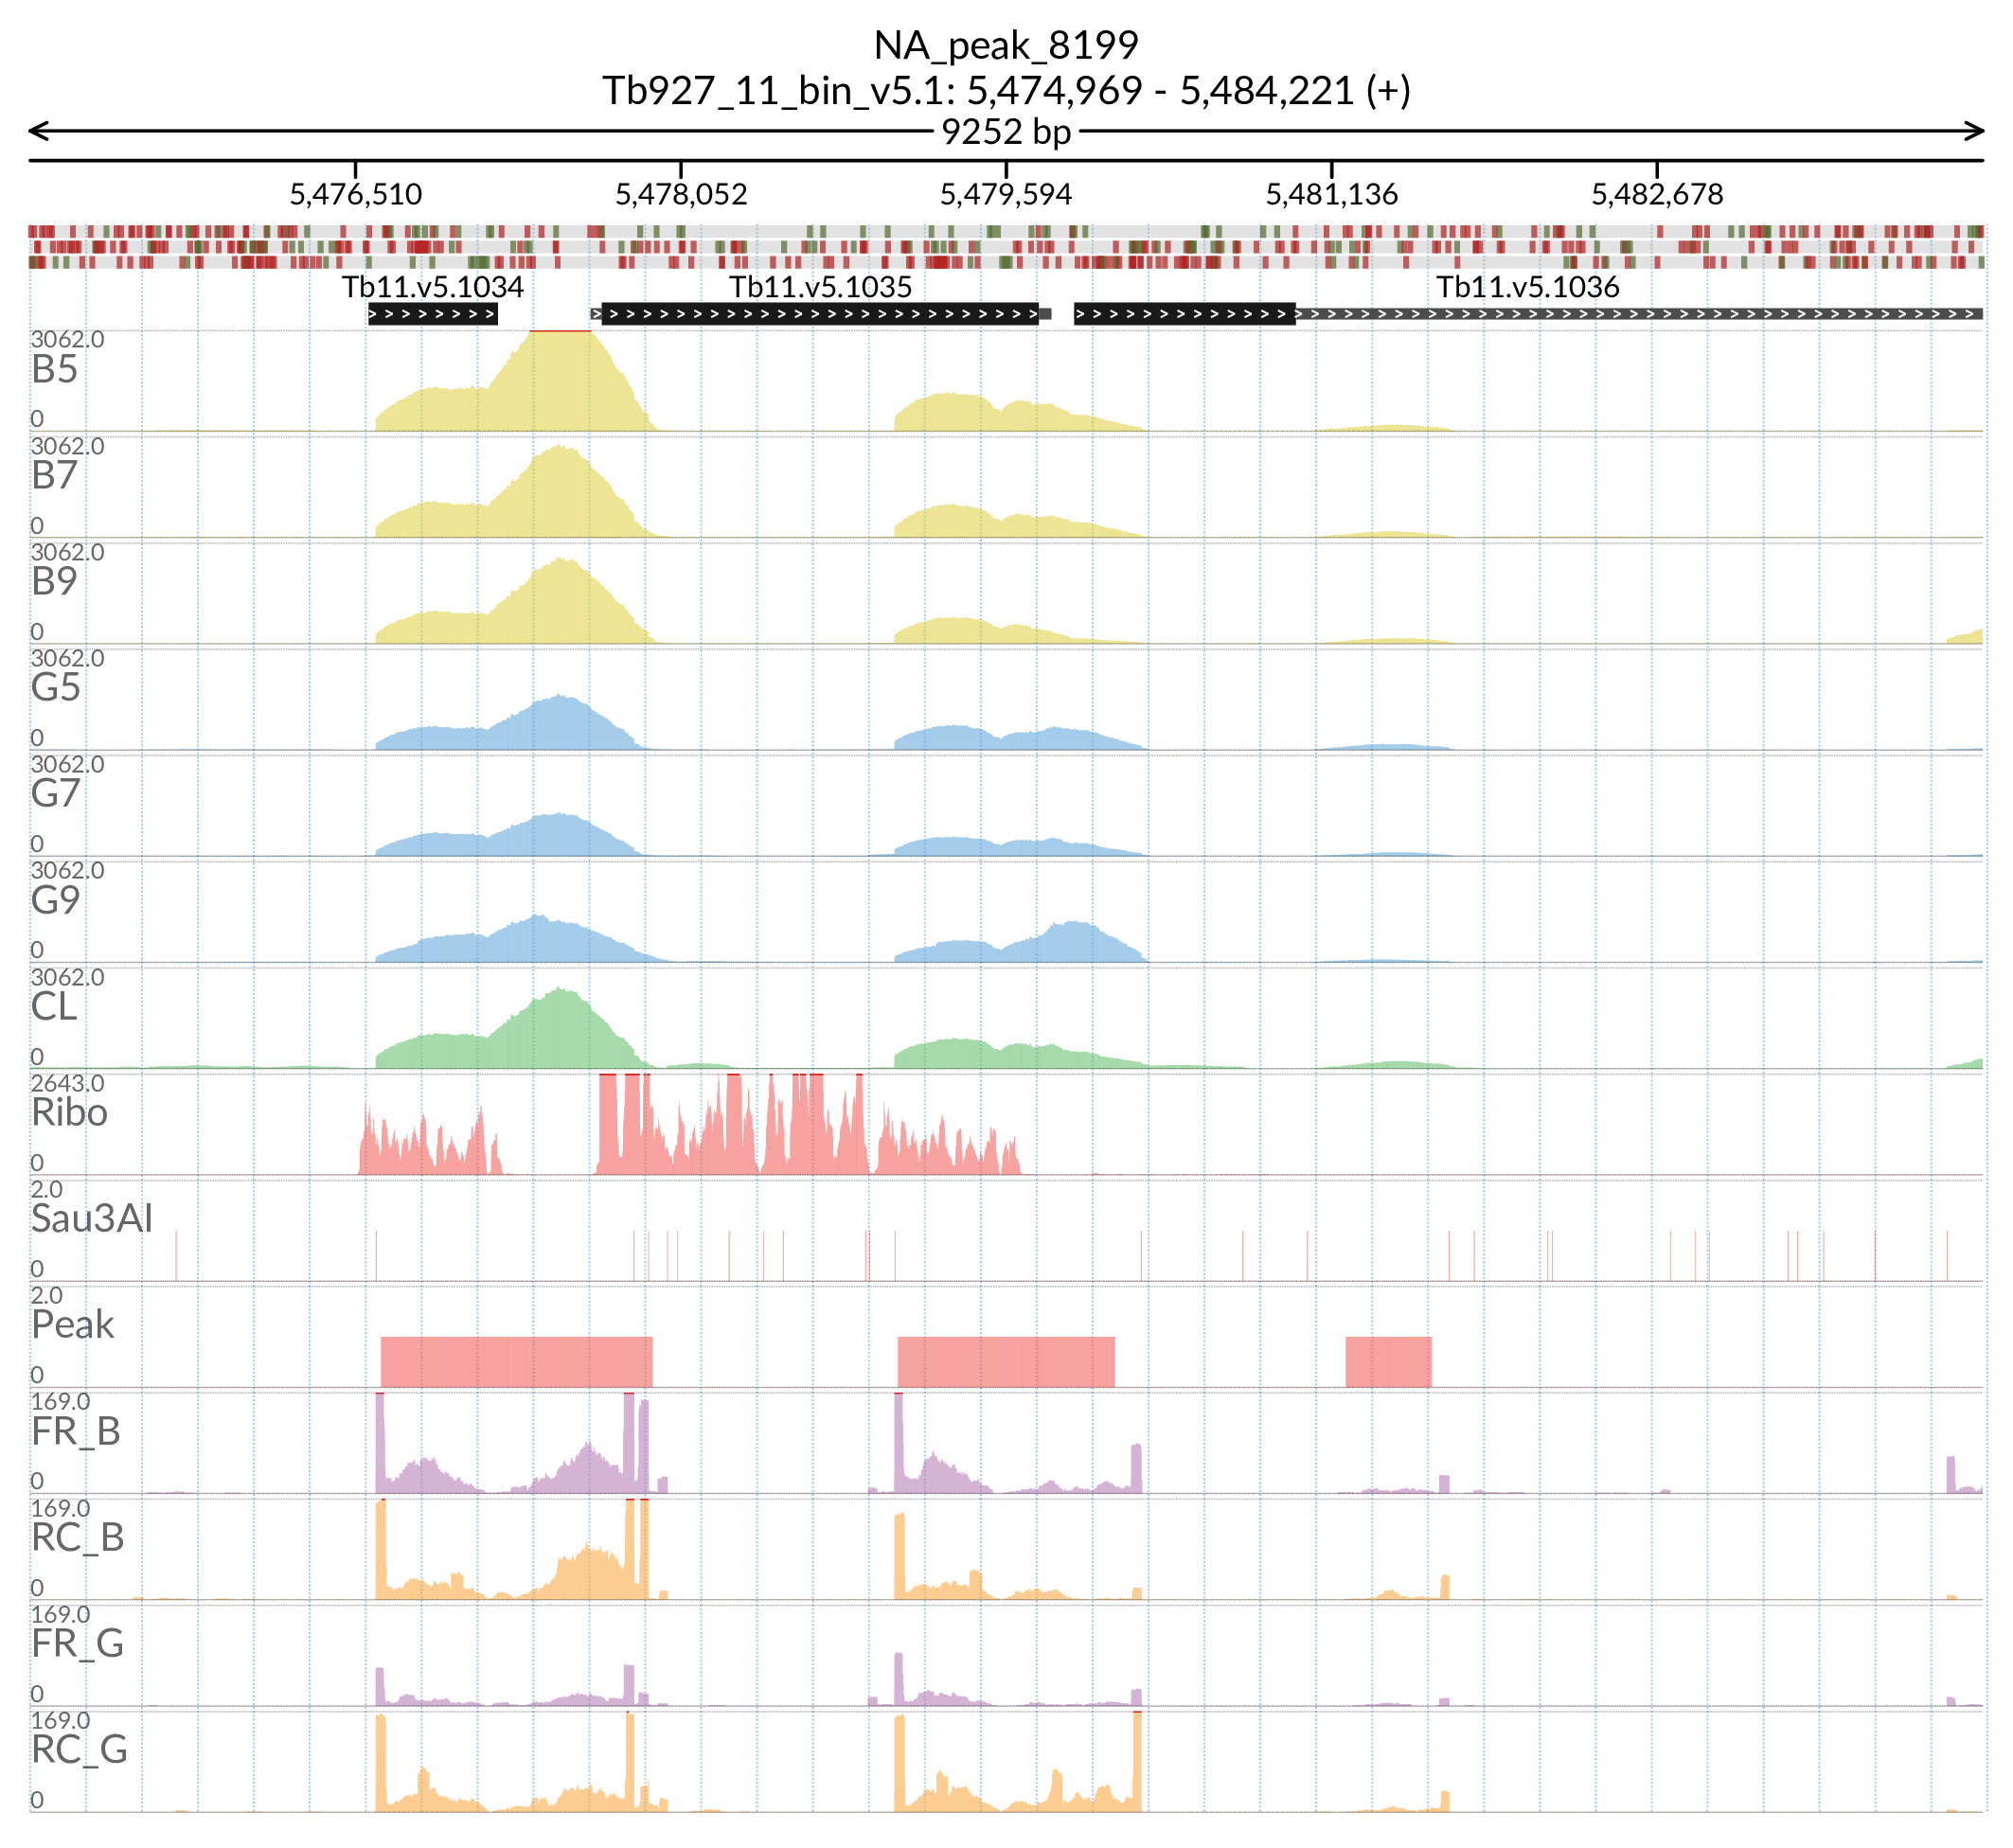 NA_peak_8199
Tb927_11_bin_v5.1: 5,474,969 - 5,484,221 (+)
9252 bp
5,476,510 5,478,052 5,479,594 5,481,136 5,482,678
Tb11.v5.1034 Tb11.v5.1035 Tb11.v5.1036
3062.0
B5
0
3062.0
B7
0
3062.0
B9
0
3062.0
G5
0
3062.0
G7
0
3062.0
G9
0
3062.0
CL
0
2643.0
Ribo
0
2.0
Sau3AI
0
2.0
Peak
0
169.0
FR_B
0
169.0
RC_B
0
169.0
FR_G
0
169.0
RC_G
0